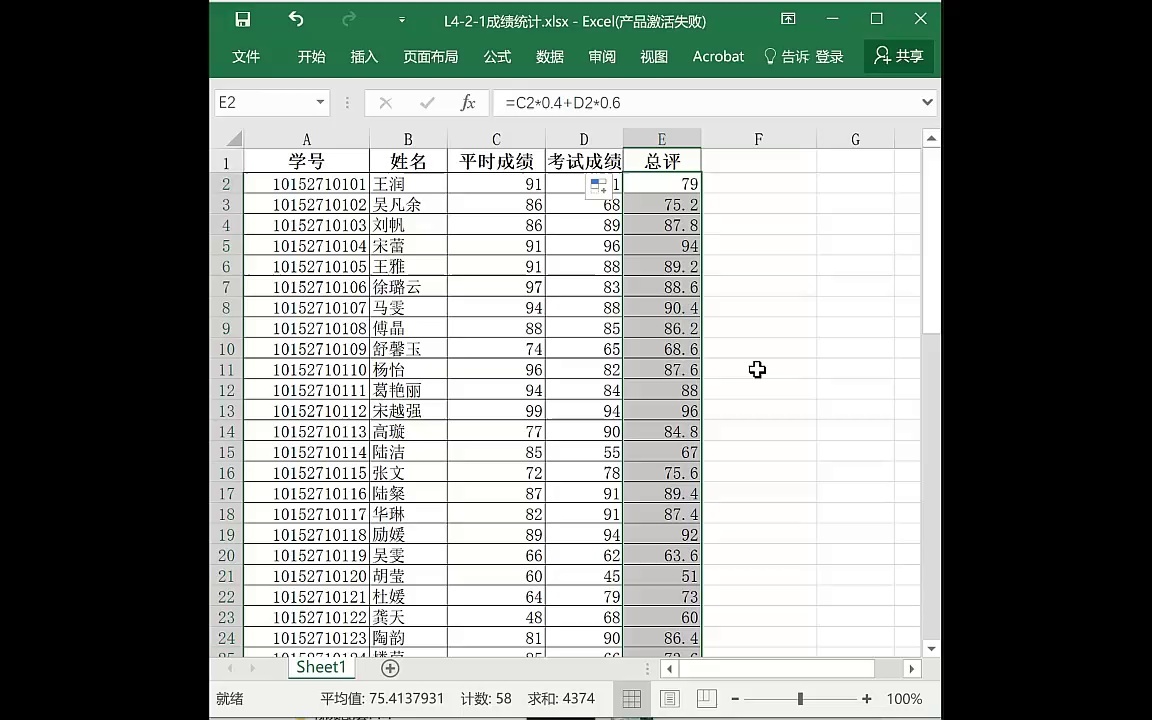 L4-2-1成绩统计.xlsx - Excel(产品激活失败)
文件 开始 插入 页面布局 公式 数据 审阅 视图 Acrobat 告诉 登录 共享
E2 fx =C2*0.4+D2*0.6
A B C D E F G
1 学号 姓名 平时成绩 考试成绩 总评
2 10152710101 王润 91 1 79
3 10152710102 吴凡余 86 68 75.2
4 10152710103 刘帆 86 89 87.8
5 10152710104 宋蕾 91 96 94
6 10152710105 王雅 91 88 89.2
7 10152710106 徐璐云 97 83 88.6
8 10152710107 马雯 94 88 90.4
9 10152710108 傅晶 88 85 86.2
10 10152710109 舒馨玉 74 65 68.6
11 10152710110 杨怡 96 82 87.6
12 10152710111 葛艳丽 94 84 88
13 10152710112 宋越强 99 94 96
14 10152710113 高璇 77 90 84.8
15 10152710114 陆洁 85 55 67
16 10152710115 张文 72 78 75.6
17 10152710116 陆粲 87 91 89.4
18 10152710117 华琳 82 91 87.4
19 10152710118 励媛 89 94 92
20 10152710119 吴雯 66 62 63.6
21 10152710120 胡莹 60 45 51
22 10152710121 杜媛 64 79 73
23 10152710122 龚天 48 68 60
24 10152710123 陶韵 81 90 86.4
Sheet1
就绪 平均值: 75.4137931 计数: 58 求和: 4374 100%